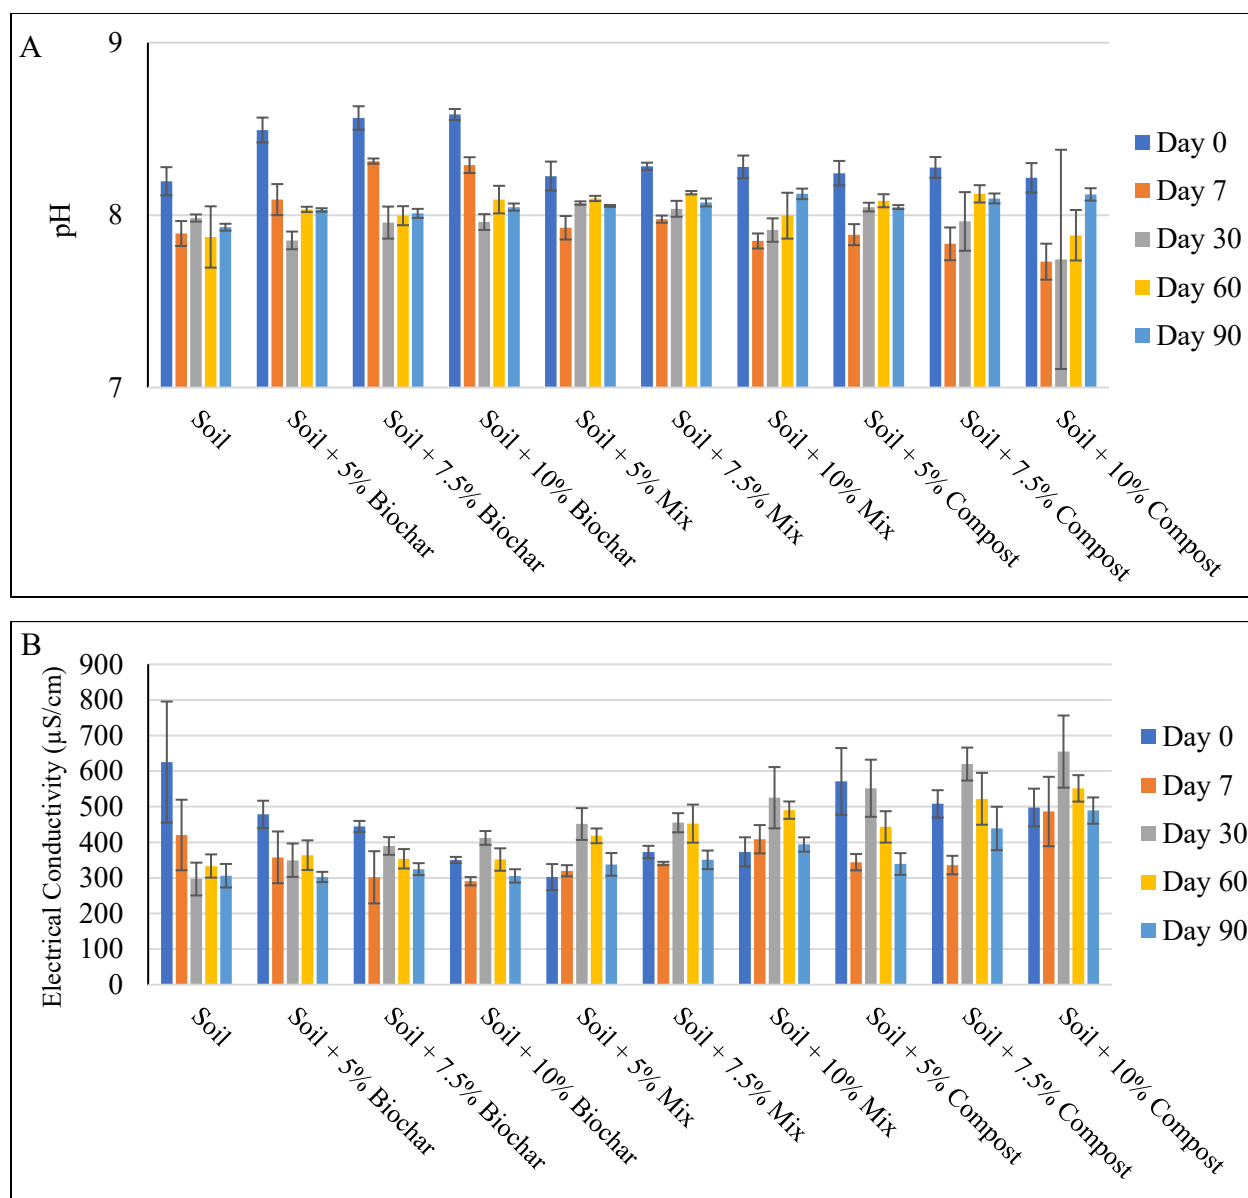 A
pH
9
8
7
Soil
Soil + 5% Biochar
Soil + 7.5% Biochar
Soil + 10% Biochar
Soil + 5% Mix
Soil + 7.5% Mix
Soil + 10% Mix
Soil + 5% Compost
Soil + 7.5% Compost
Soil + 10% Compost
Day 0
Day 7
Day 30
Day 60
Day 90
B
Electrical Conductivity (µS/cm)
900
800
700
600
500
400
300
200
100
0
Soil
Soil + 5% Biochar
Soil + 7.5% Biochar
Soil + 10% Biochar
Soil + 5% Mix
Soil + 7.5% Mix
Soil + 10% Mix
Soil + 5% Compost
Soil + 7.5% Compost
Soil + 10% Compost
Day 0
Day 7
Day 30
Day 60
Day 90